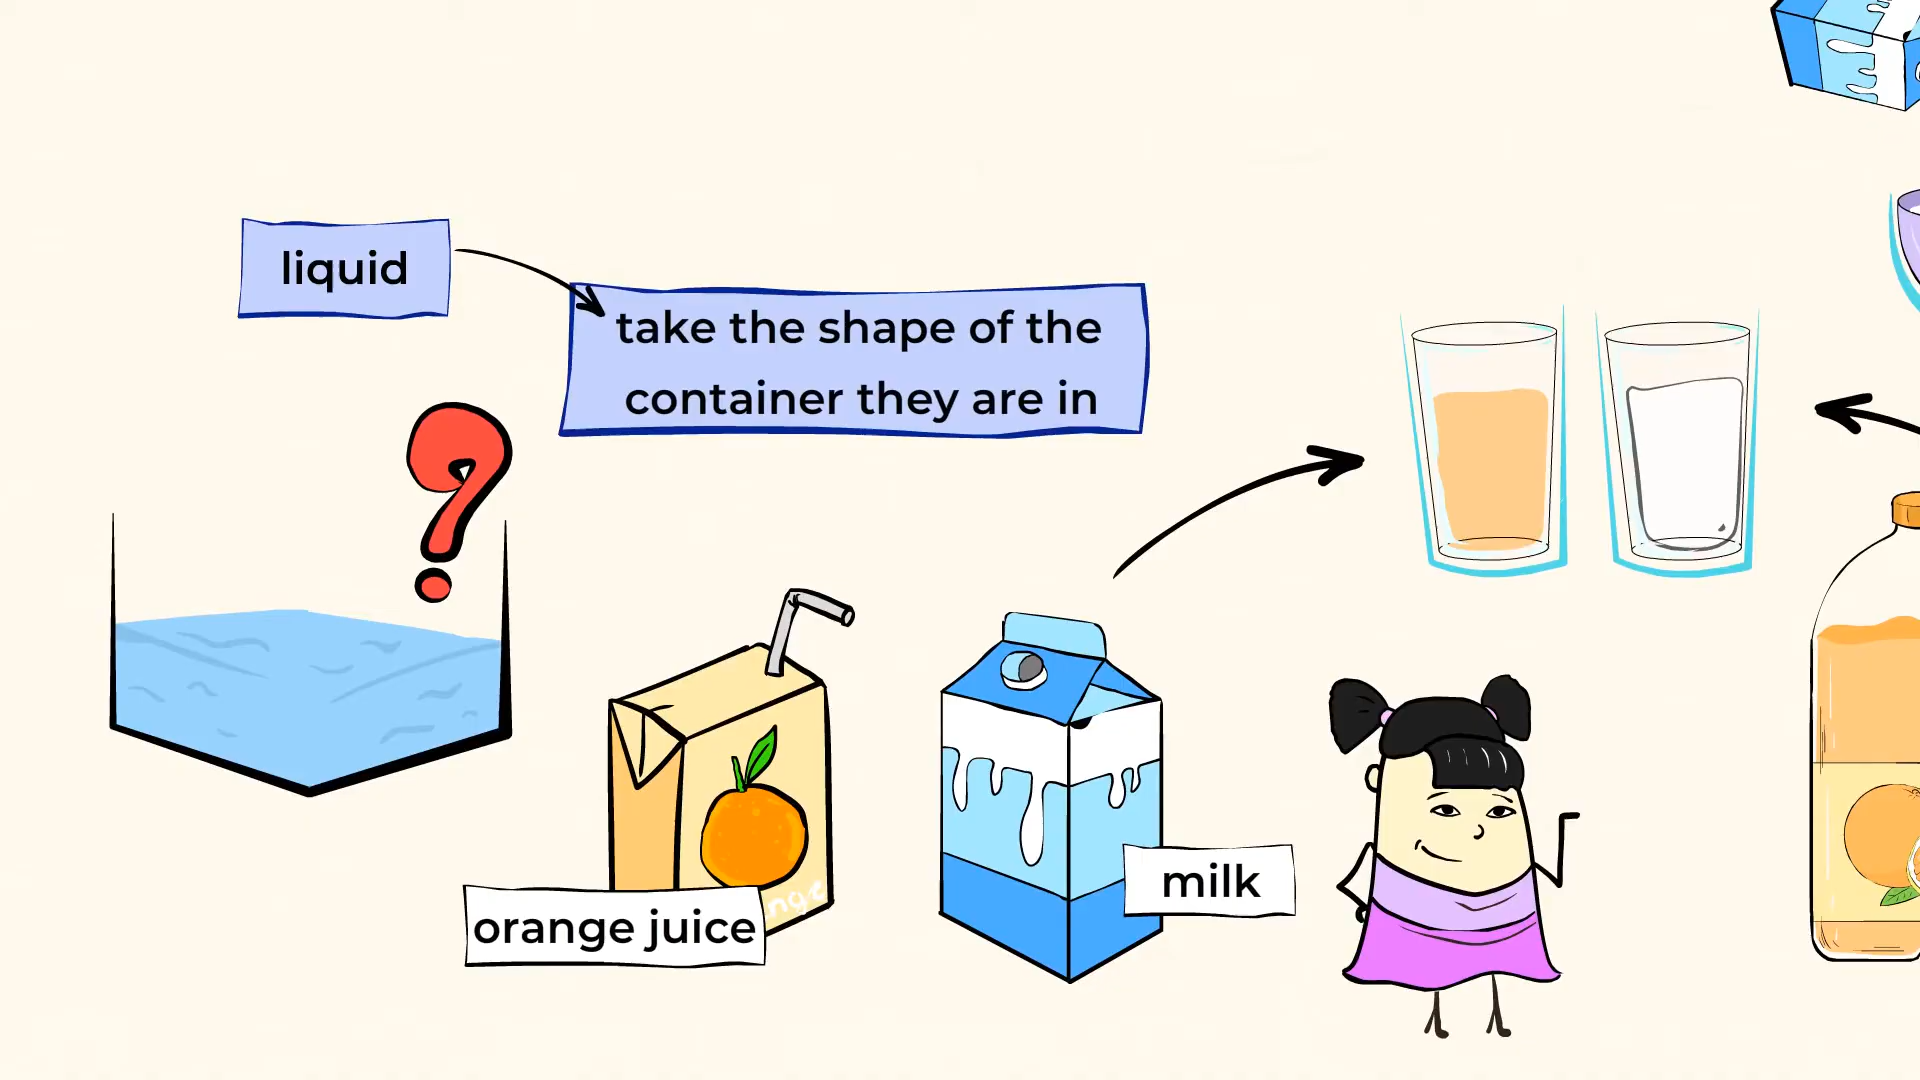 liquid
take the shape of the
container they are in
orange juice
milk